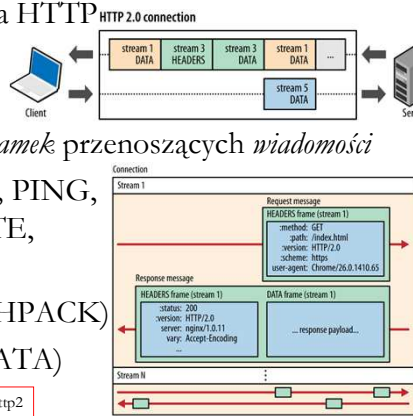 a HTTP
HTTP 2.0 connection
stream 1
DATA
stream 3
HEADERS
stream 3
DATA
stream 1
DATA
...
stream 5
DATA
Client
Ser
amek przenoszących wiadomości
, PING,
TE,
HPACK)
ATA)
ttp2
Connection
Stream 1
Request message
HEADERS frame (stream 1)
:method: GET
:path: /index.html
:version: HTTP/2.0
:scheme: https
user-agent: Chrome/26.0.1410.65
Response message
HEADERS frame (stream 1)
:status: 200
:version: HTTP/2.0
server: nginx/1.0.11
vary: Accept-Encoding
...
DATA frame (stream 1)
... response payload...
Stream N